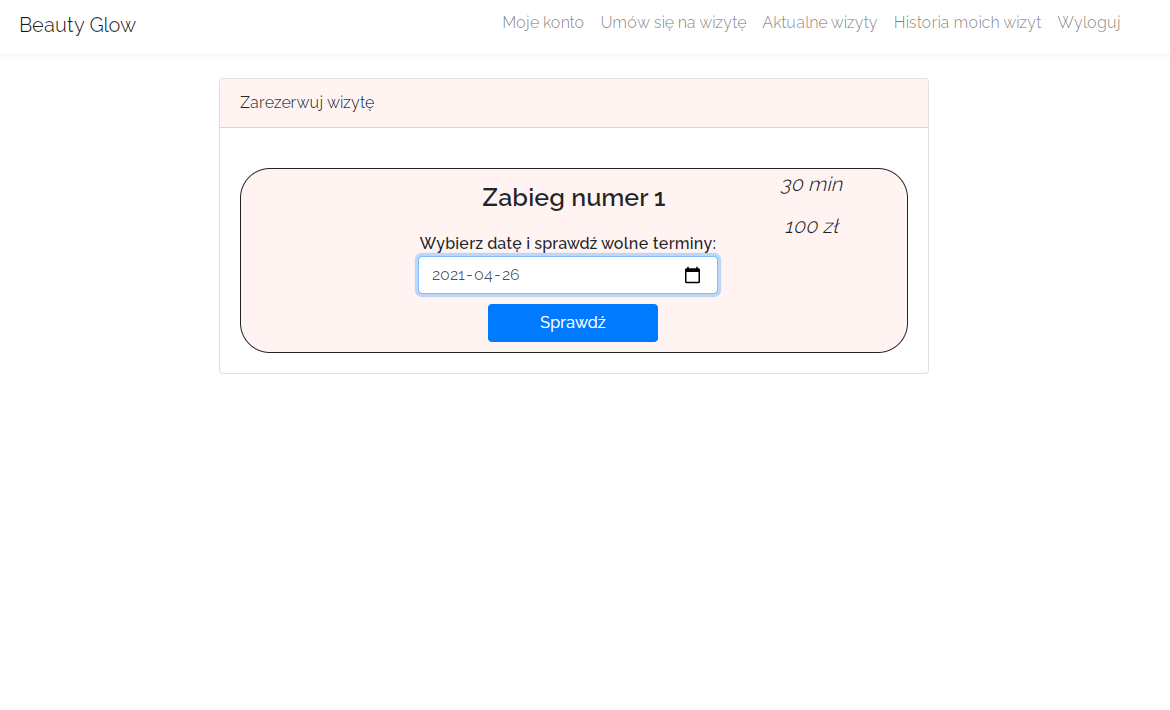 Beauty Glow
Moje konto Umów się na wizytę Aktualne wizyty Historia moich wizyt Wyloguj
Zarezerwuj wizytę
Zabieg numer 1
30 min
100 zł
Wybierz datę i sprawdź wolne terminy:
2021-04-26
Sprawdź